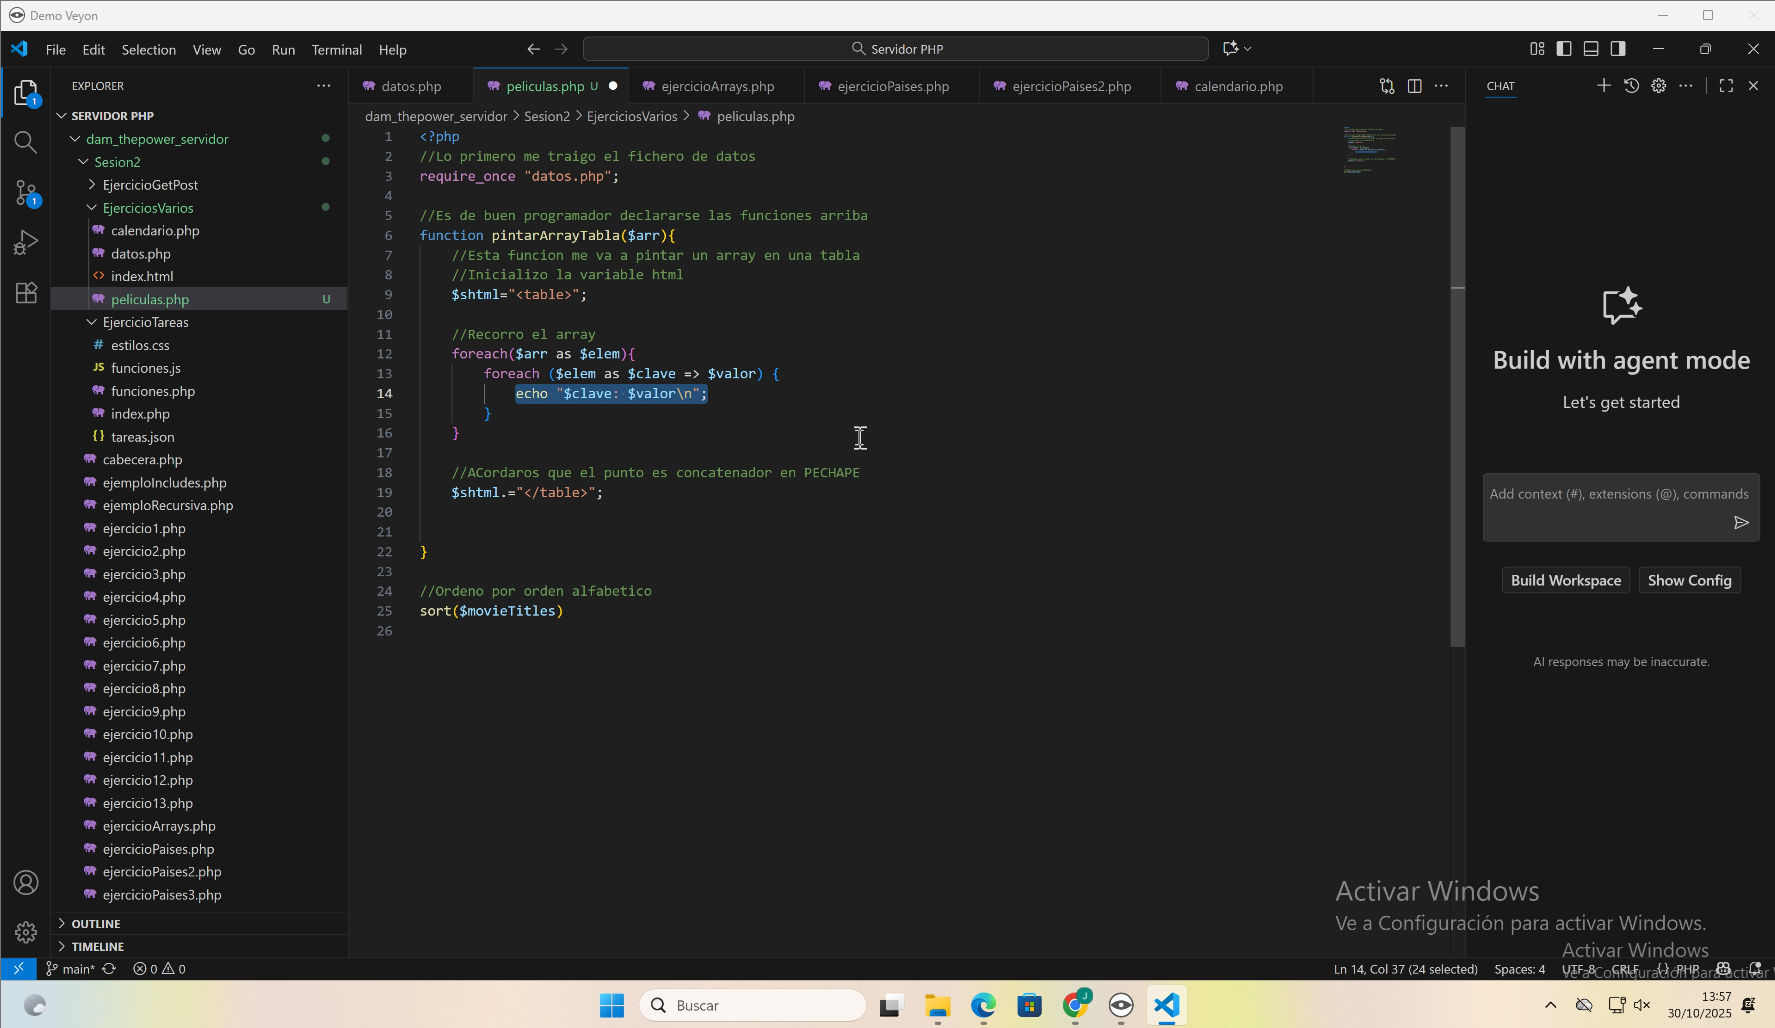 Demo Veyon
File Edit Selection View Go Run Terminal Help
Servidor PHP
EXPLORER
SERVIDOR PHP
dam_thepower_servidor
Sesion2
EjercicioGetPost
EjerciciosVarios
calendario.php
datos.php
<> index.html
peliculas.php U
EjercicioTareas
# estilos.css
JS funciones.js
funciones.php
index.php
{} tareas.json
cabecera.php
ejemploIncludes.php
ejemploRecursiva.php
ejercicio1.php
ejercicio2.php
ejercicio3.php
ejercicio4.php
ejercicio5.php
ejercicio6.php
ejercicio7.php
ejercicio8.php
ejercicio9.php
ejercicio10.php
ejercicio11.php
ejercicio12.php
ejercicio13.php
ejercicioArrays.php
ejercicioPaises.php
ejercicioPaises2.php
ejercicioPaises3.php
OUTLINE
TIMELINE
datos.php peliculas.php U ejercicioArrays.php ejercicioPaises.php ejercicioPaises2.php calendario.php
dam_thepower_servidor > Sesion2 > EjerciciosVarios > peliculas.php
1 <?php
2 //Lo primero me traigo el fichero de datos
3 require_once "datos.php";
4
5 //Es de buen programador declararse las funciones arriba
6 function pintarArrayTabla($arr){
7 //Esta funcion me va a pintar un array en una tabla
8 //Inicializo la variable html
9 $shtml="<table>";
10
11 //Recorro el array
12 foreach($arr as $elem){
13 foreach ($elem as $clave => $valor) {
14 echo "$clave: $valor\n";
15 }
16 }
17
18 //ACordaros que el punto es concatenador en PECHAPE
19 $shtml.="</table>";
20
21
22 }
23
24 //Ordeno por orden alfabetico
25 sort($movieTitles)
26
CHAT
Build with agent mode
Let's get started
Add context (#), extensions (@), commands
Build Workspace Show Config
AI responses may be inaccurate.
Activar Windows
Ve a Configuración para activar Windows.
Activar Windows
Ve a Configuración para activar
main* 0 0
Ln 14, Col 37 (24 selected) Spaces: 4 UTF-8 CRLF {} PHP
Buscar
J
13:57
30/10/2025
1
1